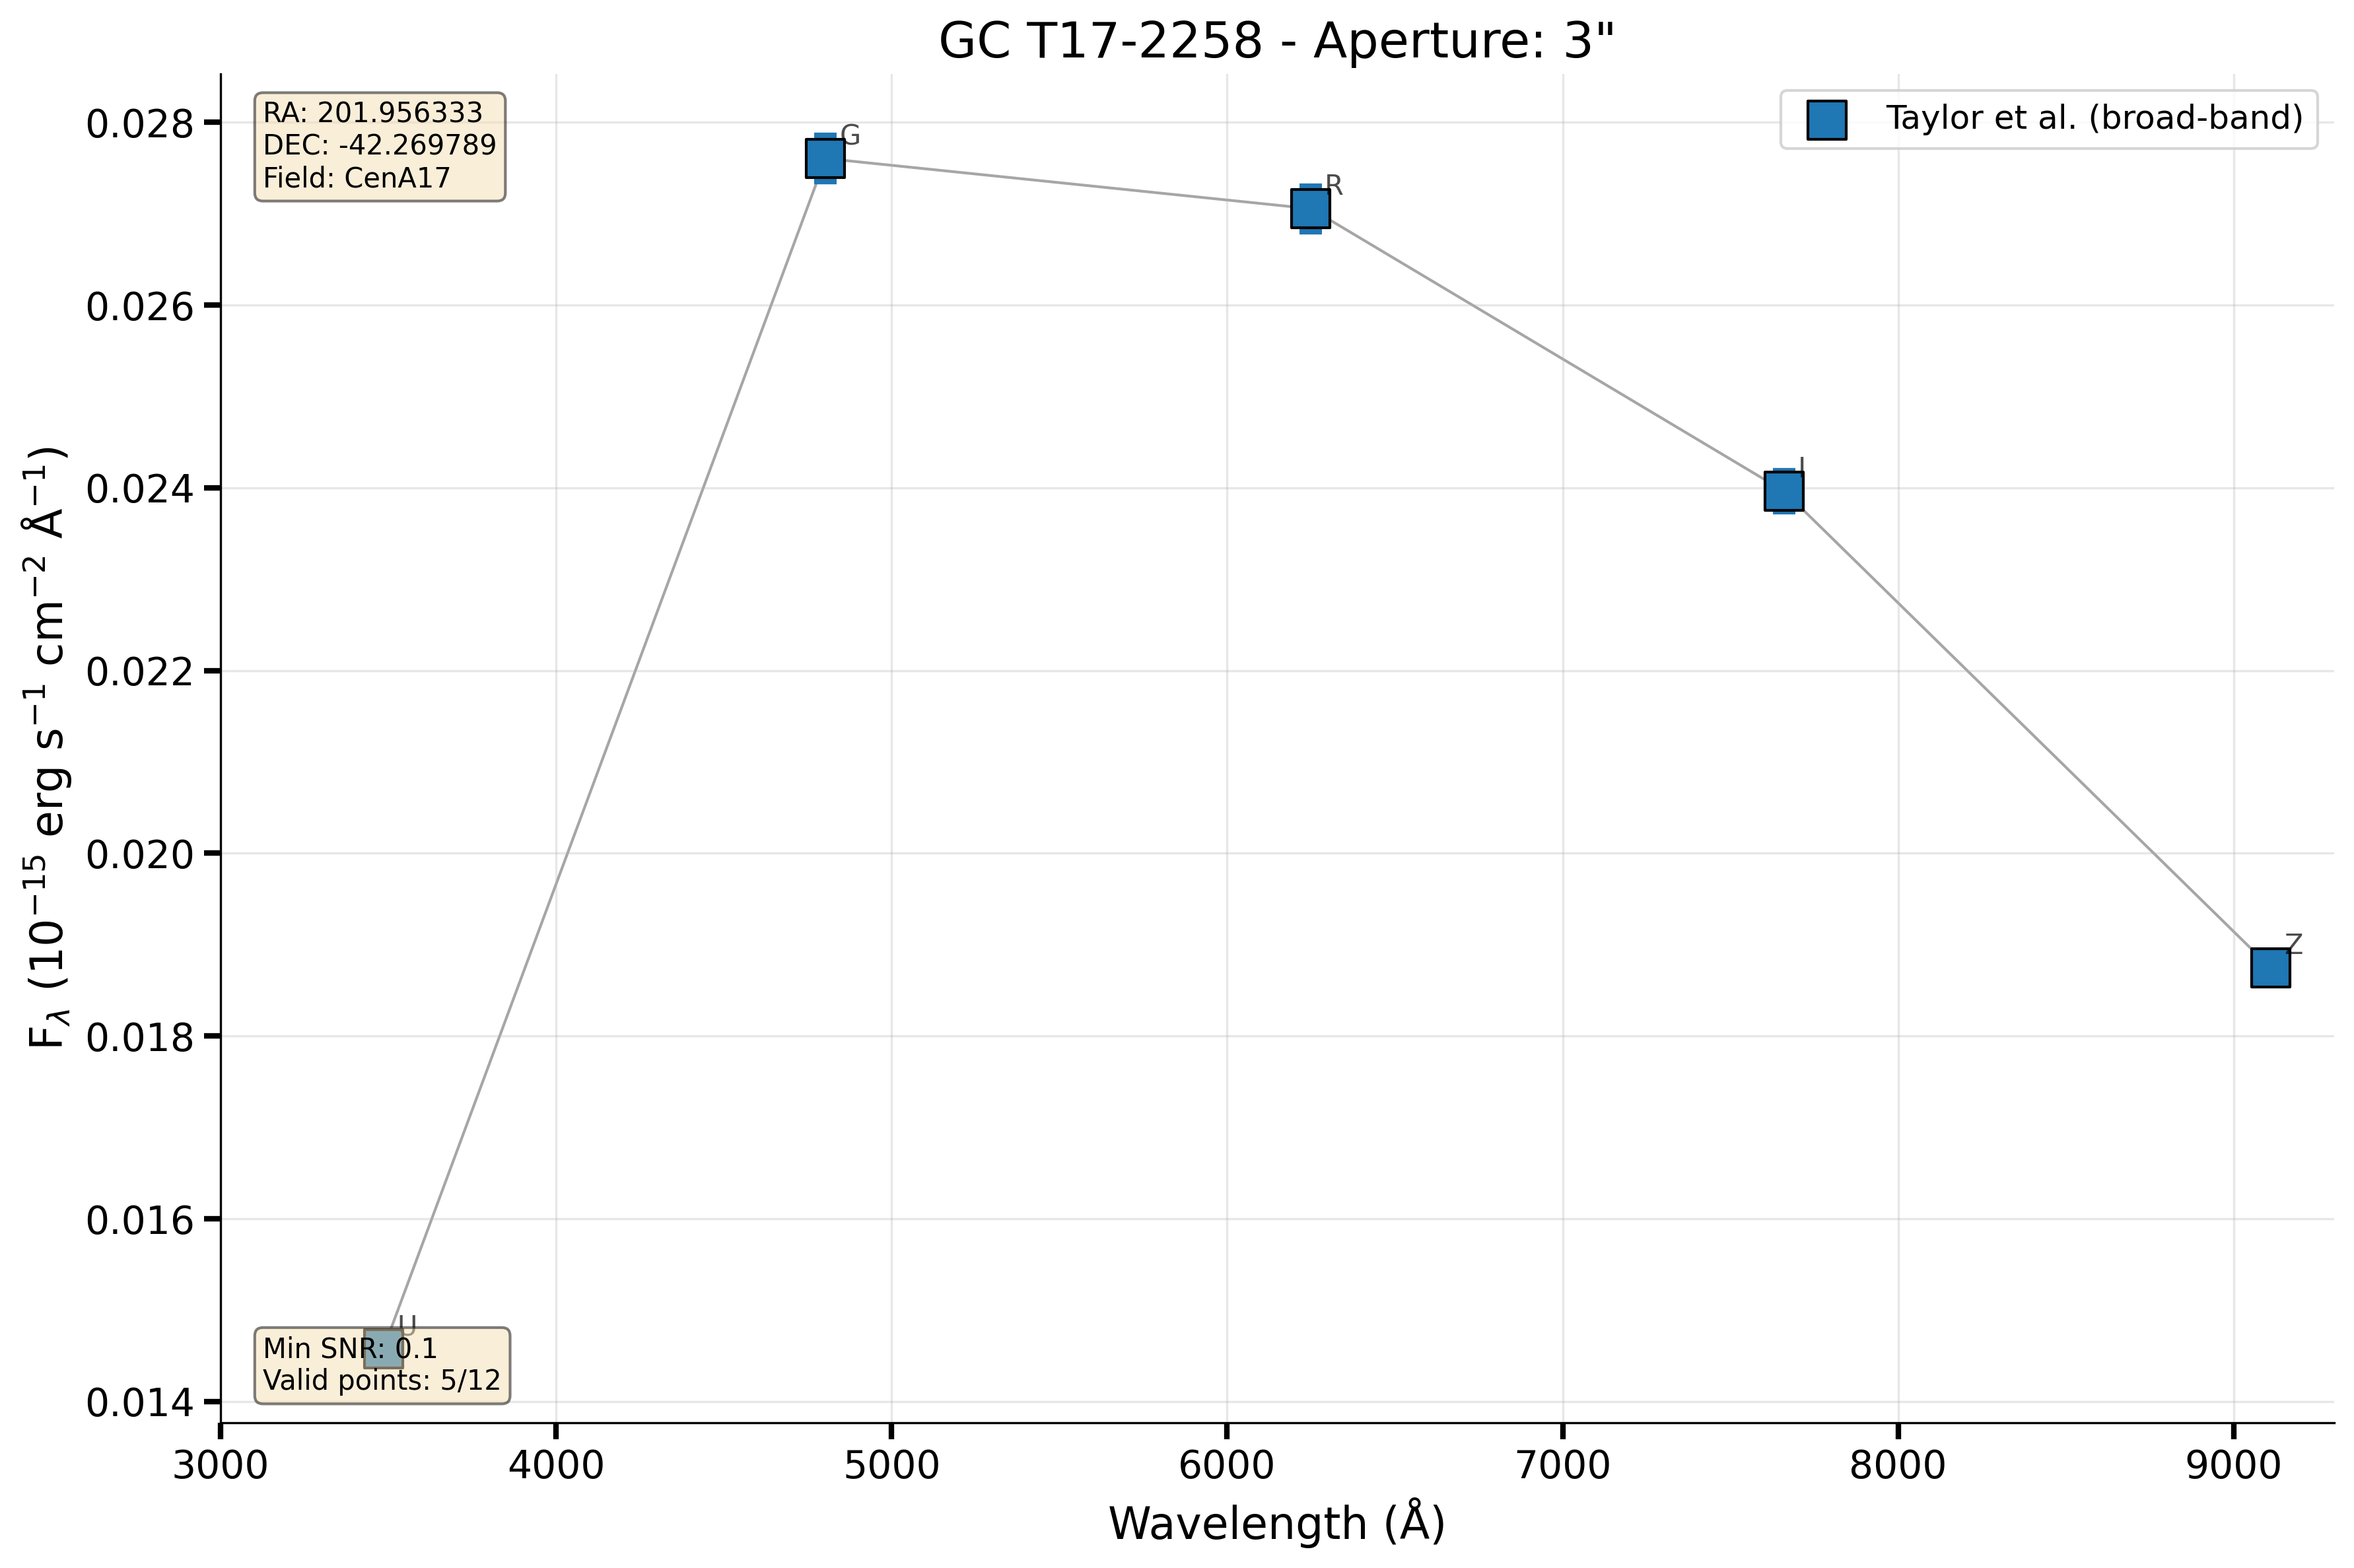 GC T17-2258 - Aperture: 3"
RA: 201.956333
DEC: -42.269789
Field: CenA17
Taylor et al. (broad-band)
G
R
I
Z
U
Min SNR: 0.1
Valid points: 5/12
0.028
0.026
0.024
0.022
0.020
0.018
0.016
0.014
F_λ (10⁻¹⁵ erg s⁻¹ cm⁻² Å⁻¹)
3000 4000 5000 6000 7000 8000 9000
Wavelength (Å)